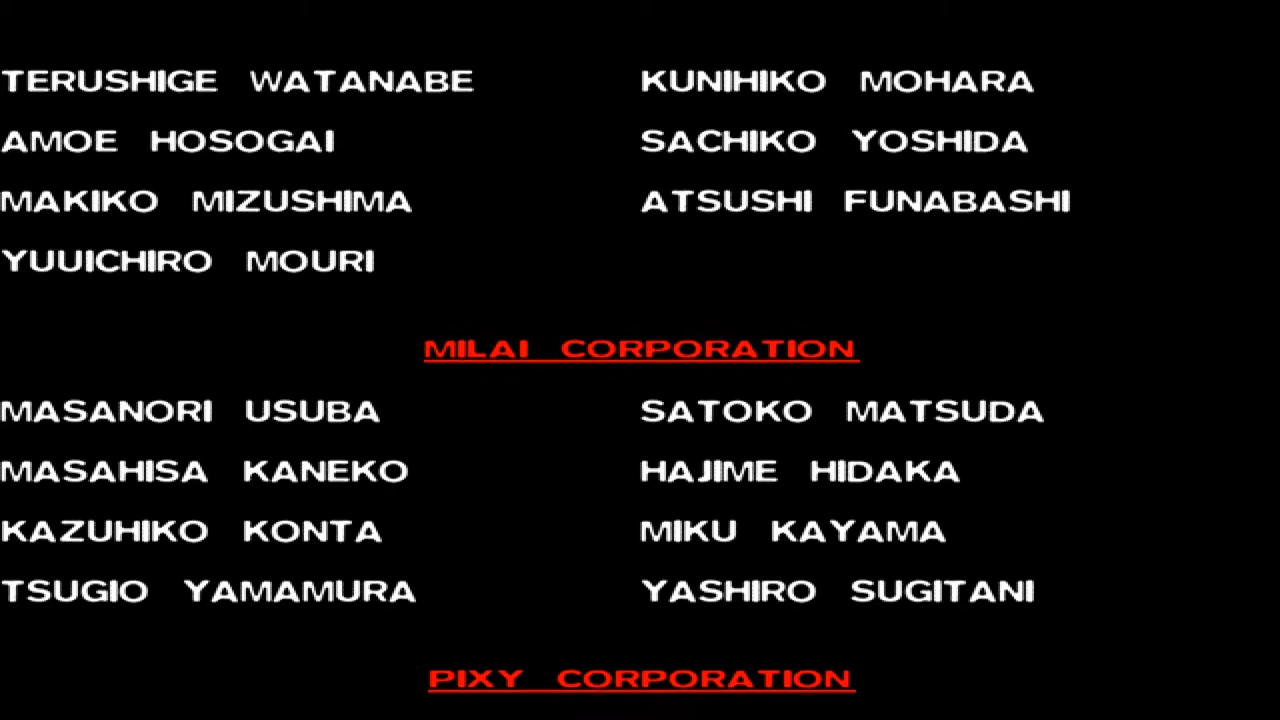 TERUSHIGE WATANABE KUNIHIKO MOHARA
AMOE HOSOGAI SACHIKO YOSHIDA
MAKIKO MIZUSHIMA ATSUSHI FUNABASHI
YUUICHIRO MOURI
MILAI CORPORATION
MASANORI USUBA SATOKO MATSUDA
MASAHISA KANEKO HAJIME HIDAKA
KAZUHIKO KONTA MIKU KAYAMA
TSUGIO YAMAMURA YASHIRO SUGITANI
PIXY CORPORATION